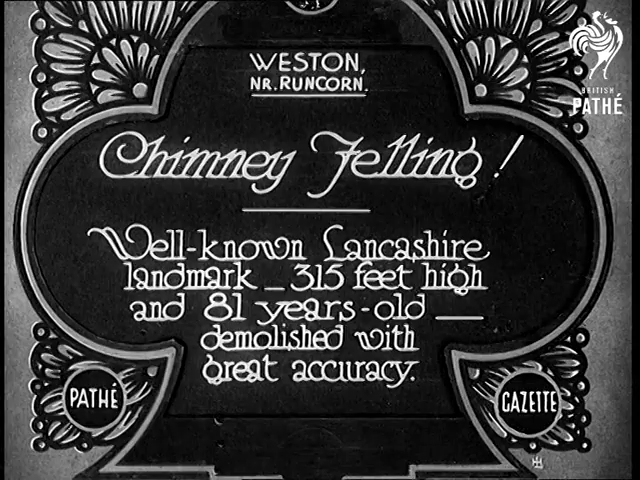 BRITISH
PATHÉ
WESTON,
NR. RUNCORN.
Chimney Felling!
Well-known Lancashire
landmark _ 315 feet high
and 81 years-old __
demolished with
great accuracy.
PATHÉ
GAZETTE